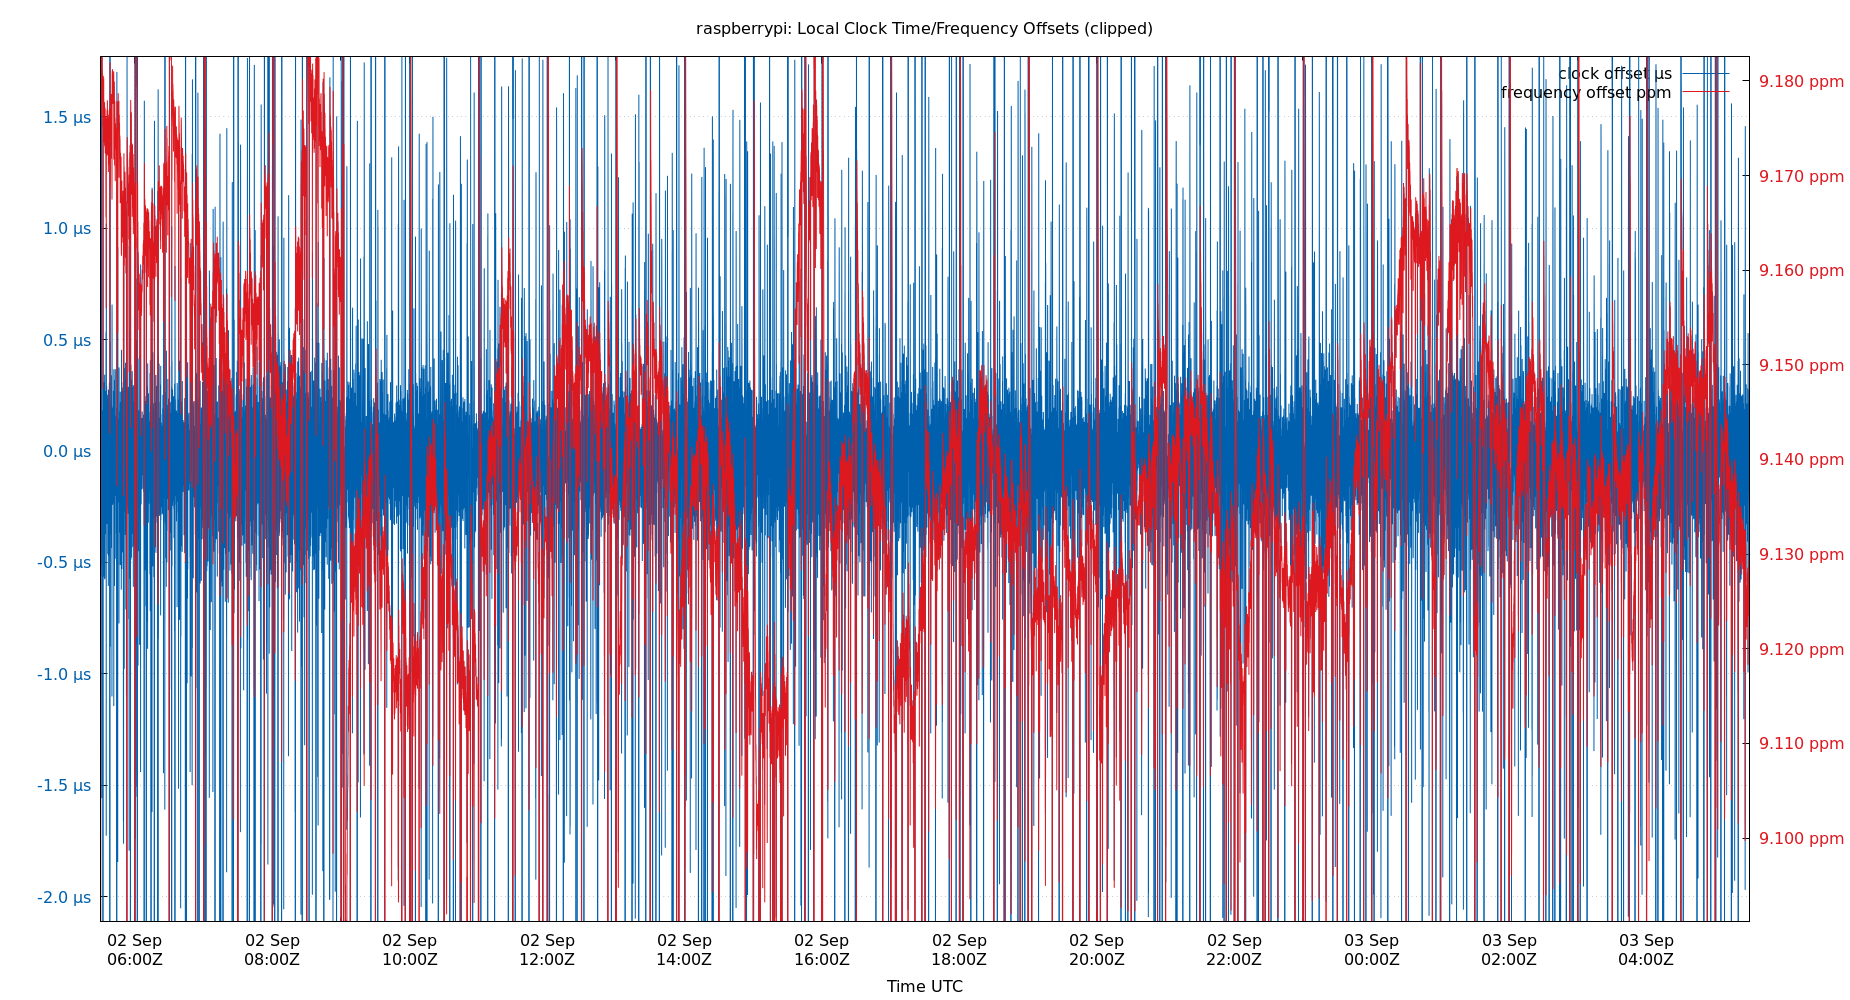 raspberrypi: Local Clock Time/Frequency Offsets (clipped)
clock offset µs
frequency offset ppm
1.5 µs
1.0 µs
0.5 µs
0.0 µs
-0.5 µs
-1.0 µs
-1.5 µs
-2.0 µs
9.180 ppm
9.170 ppm
9.160 ppm
9.150 ppm
9.140 ppm
9.130 ppm
9.120 ppm
9.110 ppm
9.100 ppm
02 Sep 02 Sep 02 Sep 02 Sep 02 Sep 02 Sep 02 Sep 02 Sep 02 Sep 03 Sep 03 Sep 03 Sep
06:00Z 08:00Z 10:00Z 12:00Z 14:00Z 16:00Z 18:00Z 20:00Z 22:00Z 00:00Z 02:00Z 04:00Z
Time UTC